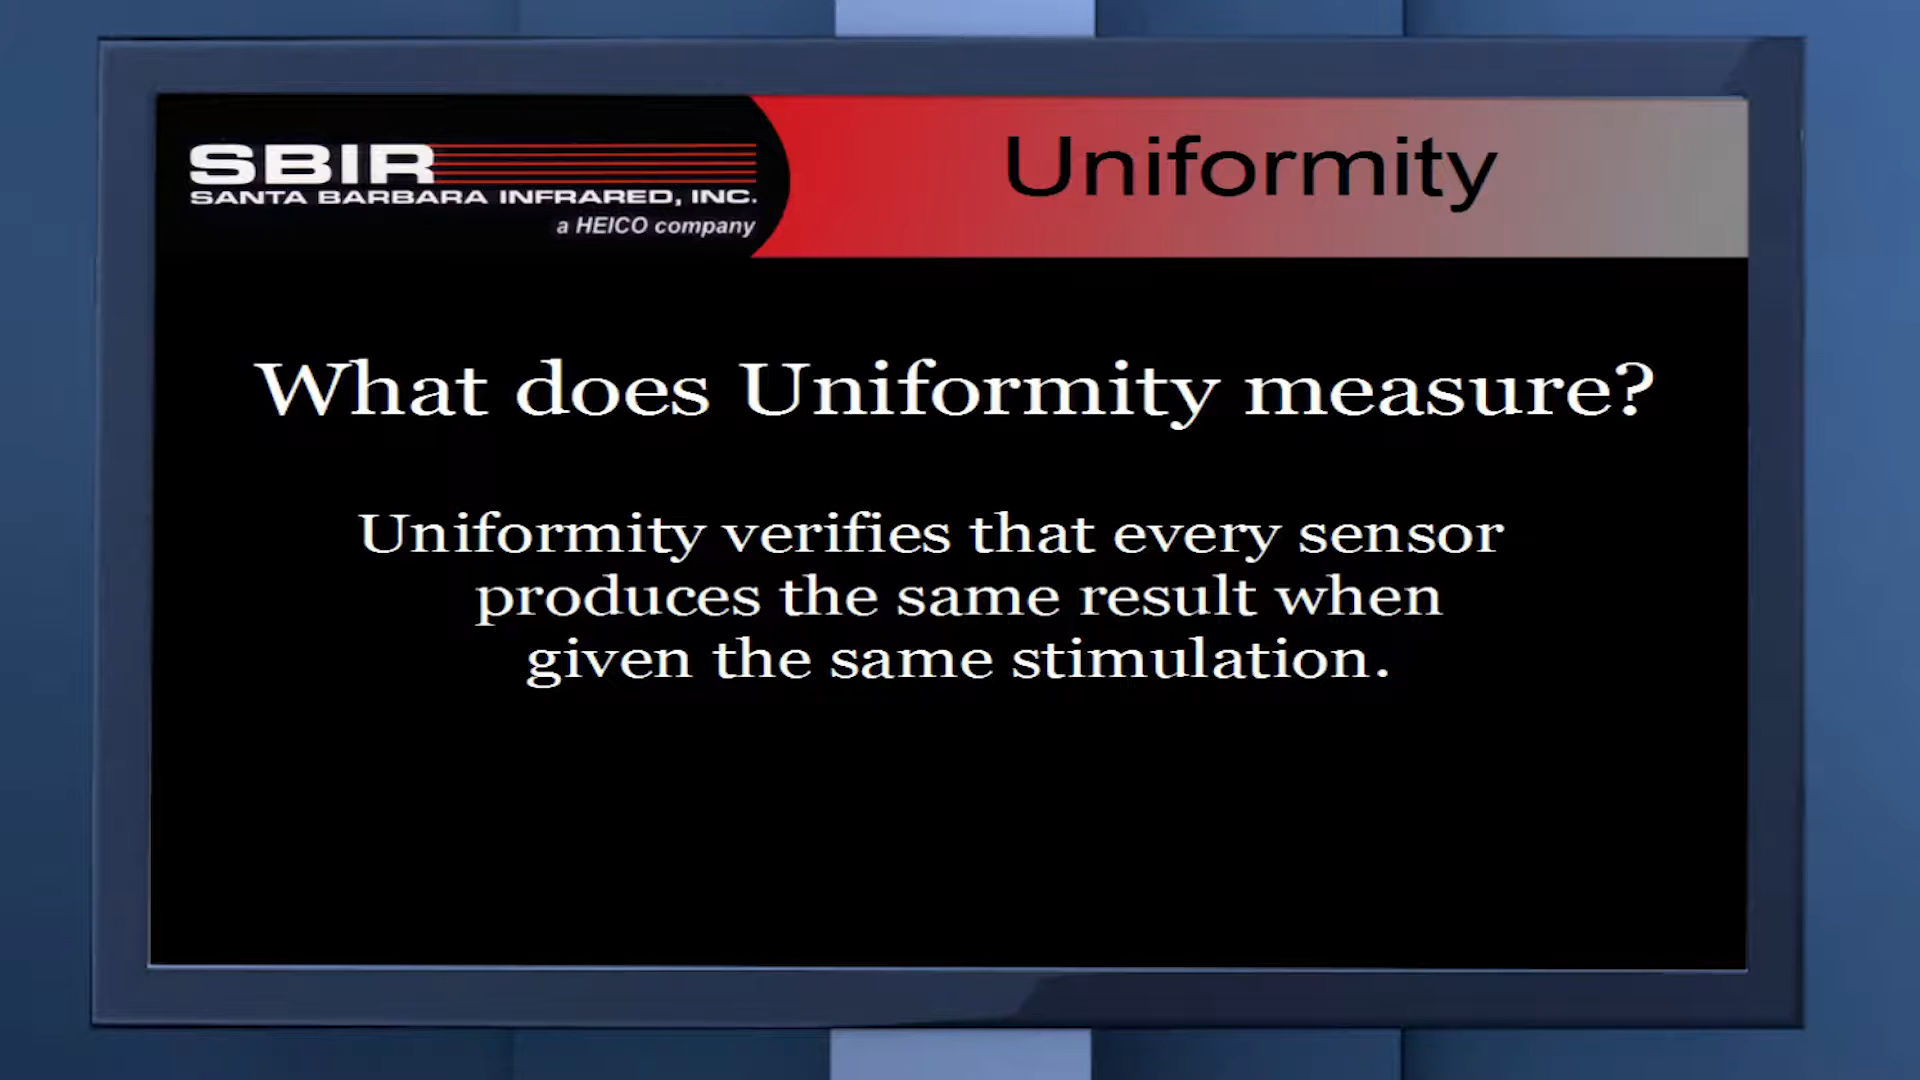 SBIR
SANTA BARBARA INFRARED, INC.
a HEICO company
Uniformity
What does Uniformity measure?
Uniformity verifies that every sensor
produces the same result when
given the same stimulation.